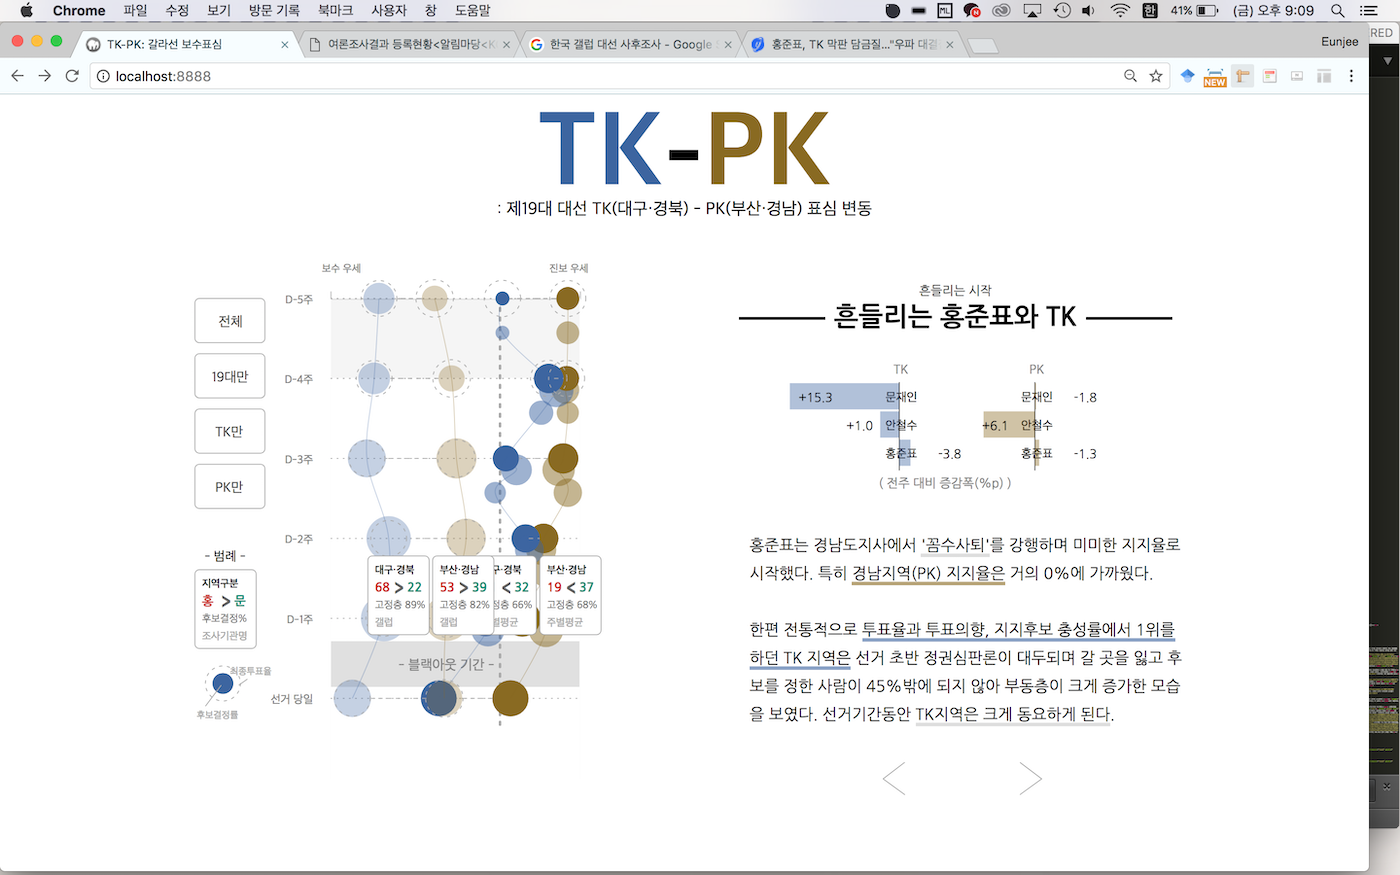 Chrome 파일 수정 보기 방문 기록 북마크 사용자 창 도움말 ML N 한 41% (금) 오후 9:09
TK-PK: 갈라선 보수표심 여론조사결과 등록현황<알림마당< 한국 갤럽 대선 사후조사 - Google 홍준표, TK 막판 담금질..."우파 대결 Eunjee
RED
localhost:8888
NEW
TK-PK
: 제19대 대선 TK(대구·경북) - PK(부산·경남) 표심 변동
보수 우세 진보 우세
D-5주
D-4주
D-3주
D-2주
D-1주
- 블랙아웃 기간 -
선거 당일
전체
19대만
TK만
PK만
- 범례 -
지역구분
홍 > 문
후보결정%
조사기관명
최종투표율
후보결정률
대구·경북
68 > 22
고정층 89%
갤럽
부산·경남
53 > 39
고정층 82%
갤럽
구·경북
< 32
정층 66%
별평균
부산·경남
19 < 37
고정층 68%
주별평균
흔들리는 시작
흔들리는 홍준표와 TK
TK PK
+15.3 문재인 문재인 -1.8
+1.0 안철수 +6.1 안철수
홍준표 -3.8 홍준표 -1.3
( 전주 대비 증감폭(%p) )
홍준표는 경남도지사에서 '꼼수사퇴'를 강행하며 미미한 지지율로
시작했다. 특히 경남지역(PK) 지지율은 거의 0%에 가까웠다.
한편 전통적으로 투표율과 투표의향, 지지후보 충성률에서 1위를
하던 TK 지역은 선거 초반 정권심판론이 대두되며 갈 곳을 잃고 후
보를 정한 사람이 45%밖에 되지 않아 부동층이 크게 증가한 모습
을 보였다. 선거기간동안 TK지역은 크게 동요하게 된다.